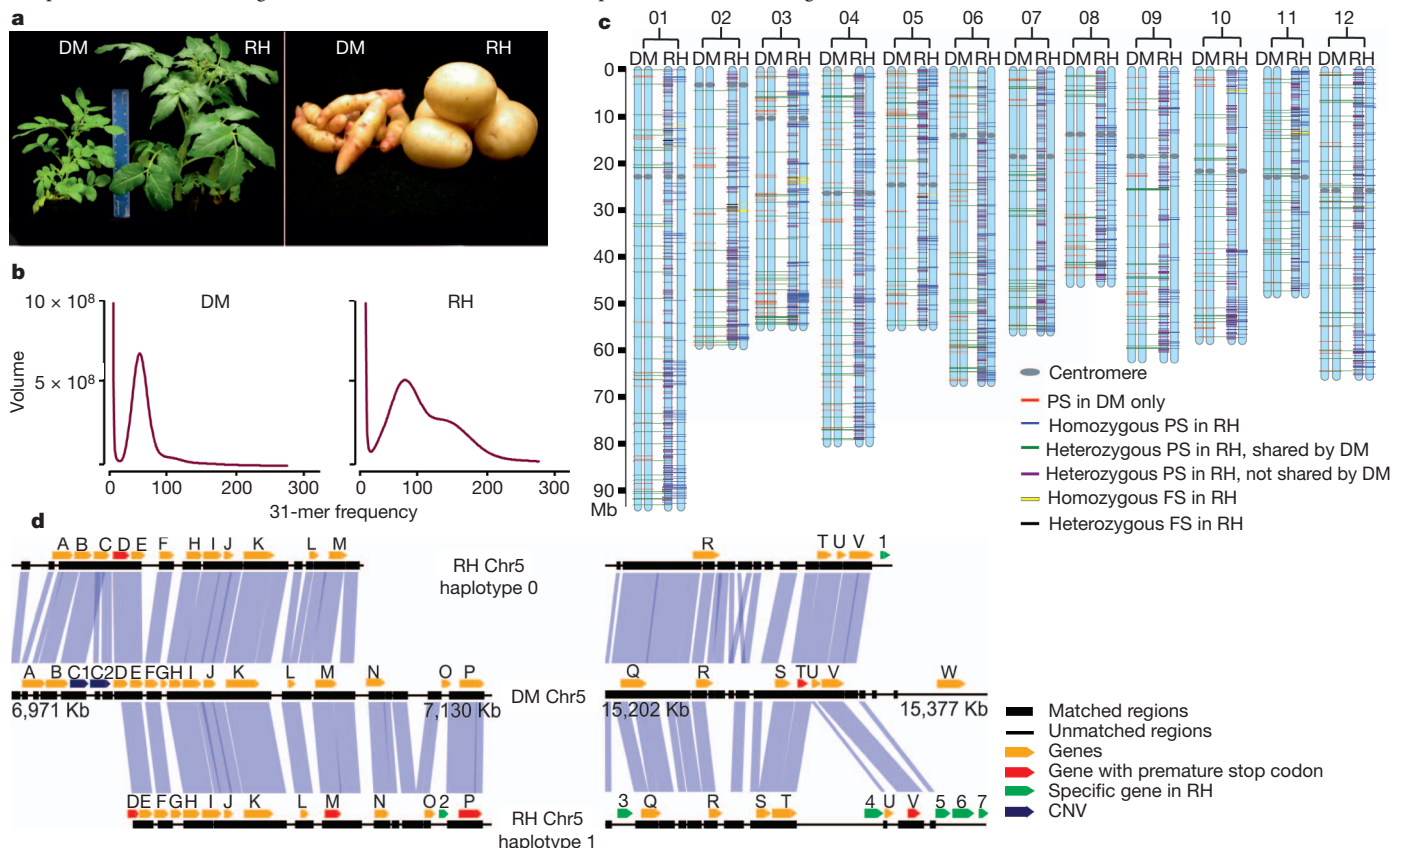 a
DM
RH
DM
RH
b
10 × 10⁸
5 × 10⁸
Volume
DM
RH
0 100 200 300
0 100 200 300
31-mer frequency
c
01 02 03 04 05 06 07 08 09 10 11 12
DM RH DM RH DM RH DM RH DM RH DM RH DM RH DM RH DM RH DM RH DM RH DM RH
0
10
20
30
40
50
60
70
80
90
Mb
Centromere
PS in DM only
Homozygous PS in RH
Heterozygous PS in RH, shared by DM
Heterozygous PS in RH, not shared by DM
Homozygous FS in RH
Heterozygous FS in RH
d
A B C D E F H I J K L M
RH Chr5
haplotype 0
R T U V 1
A B C1 C2 D E F G H I J K L M N O P
DM Chr5
Q R S T U V W
6,971 Kb
7,130 Kb
15,202 Kb
15,377 Kb
D E F G H I J K L M N O 2 P
RH Chr5
haplotype 1
3 Q R S T 4 U V 5 6 7
Matched regions
Unmatched regions
Genes
Gene with premature stop codon
Specific gene in RH
CNV